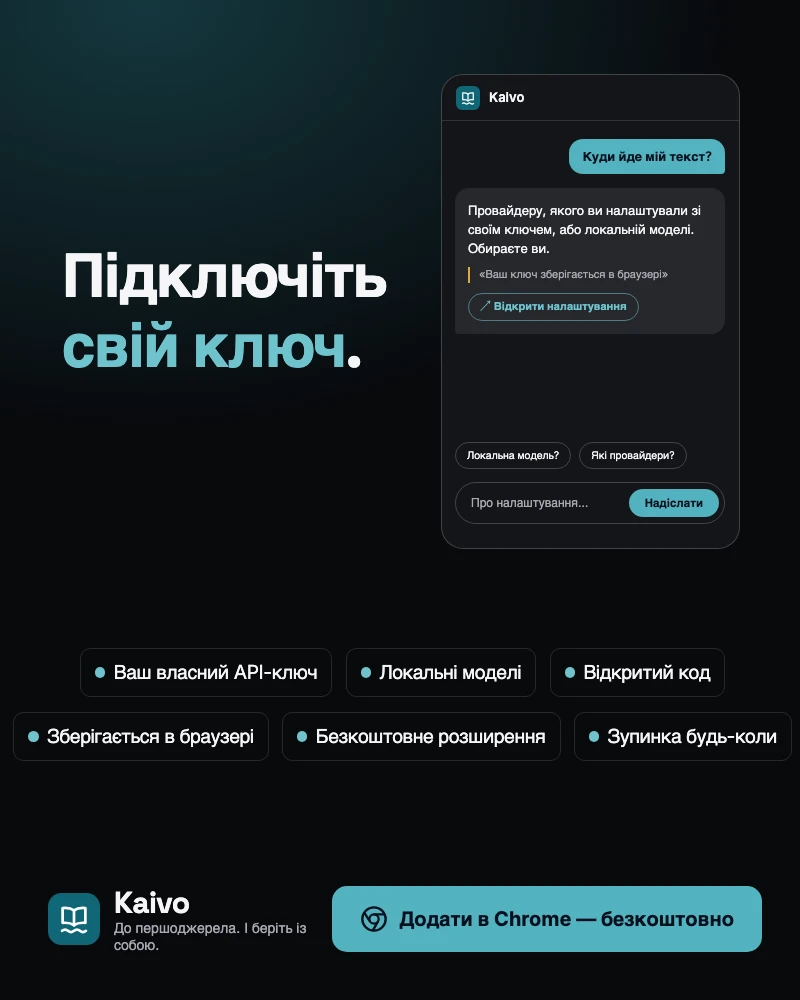 Kaivo
Куди йде мій текст?
Провайдеру, якого ви налаштували зі
своїм ключем, або локальній моделі.
Обираєте ви.
«Ваш ключ зберігається в браузері»
Відкрити налаштування
Підключіть
свій ключ.
Локальна модель?
Які провайдери?
Про налаштування...
Надіслати
Ваш власний API-ключ
Локальні моделі
Відкритий код
Зберігається в браузері
Безкоштовне розширення
Зупинка будь-коли
Kaivo
До першоджерела. І беріть із
собою.
Додати в Chrome — безкоштовно